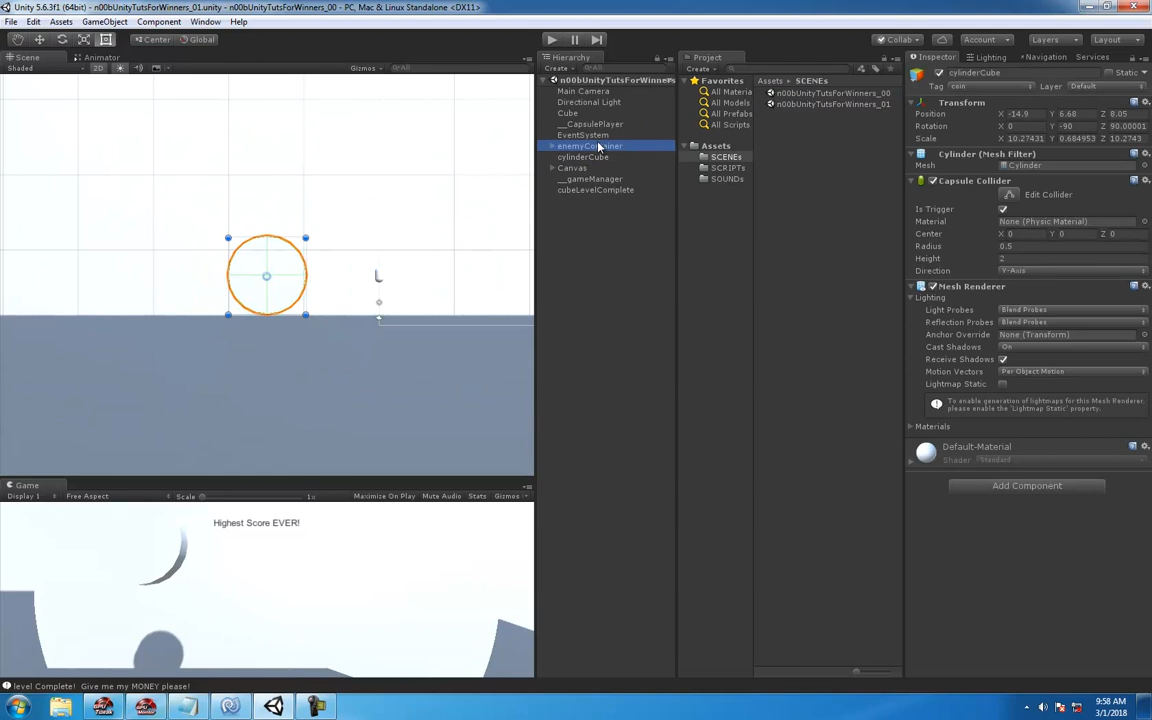 Unity 5.6.3f1 (64bit) - n00bUnityTutsForWinners_01.unity - n00bUnityTutsForWinners_00 - PC, Mac & Linux Standalone <DX11>
File Edit Assets GameObject Component Window Help
Center Global Collab Account Layers Layout
Scene Animator
Shaded 2D Gizmos All
Hierarchy
Create All
n00bUnityTutsForWinners
Main Camera
Directional Light
Cube
__CapsulePlayer
EventSystem
enemyContainer
cylinderCube
Canvas
__gameManager
cubeLevelComplete
Project
Create
Favorites
All Materia
All Models
All Prefabs
All Scripts
Assets
SCENEs
SCRIPTs
SOUNDs
Assets SCENEs
n00bUnityTutsForWinners_00
n00bUnityTutsForWinners_01
Inspector Lighting Navigation Services
cylinderCube Static
Tag coin Layer Default
Transform
Position X -14.9 Y 6.68 Z 8.05
Rotation X 0 Y -90 Z 90.00001
Scale X 10.27431 Y 0.684953 Z 10.27431
Cylinder (Mesh Filter)
Mesh Cylinder
Capsule Collider
Edit Collider
Is Trigger
Material None (Physic Material)
Center X 0 Y 0 Z 0
Radius 0.5
Height 2
Direction Y-Axis
Mesh Renderer
Lighting
Light Probes Blend Probes
Reflection Probes Blend Probes
Anchor Override None (Transform)
Cast Shadows On
Receive Shadows
Motion Vectors Per Object Motion
Lightmap Static
To enable generation of lightmaps for this Mesh Renderer,
please enable the 'Lightmap Static' property.
Materials
Default-Material
Shader Standard
Add Component
Game
Display 1 Free Aspect Scale 1x Maximize On Play Mute Audio Stats Gizmos
Highest Score EVER!
level Complete! Give me my MONEY please!
9:58 AM
3/1/2018